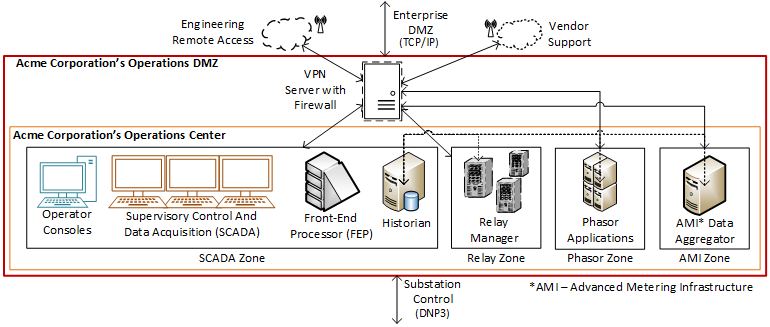 Engineering
Remote Access
Enterprise
DMZ
(TCP/IP)
Vendor
Support
Acme Corporation's Operations DMZ
VPN
Server with
Firewall
Acme Corporation's Operations Center
Operator
Consoles
Supervisory Control And
Data Acquisition (SCADA)
Front-End
Processor (FEP)
Historian
Relay
Manager
Phasor
Applications
AMI* Data
Aggregator
SCADA Zone
Relay Zone
Phasor Zone
AMI Zone
Substation
Control
(DNP3)
*AMI – Advanced Metering Infrastructure